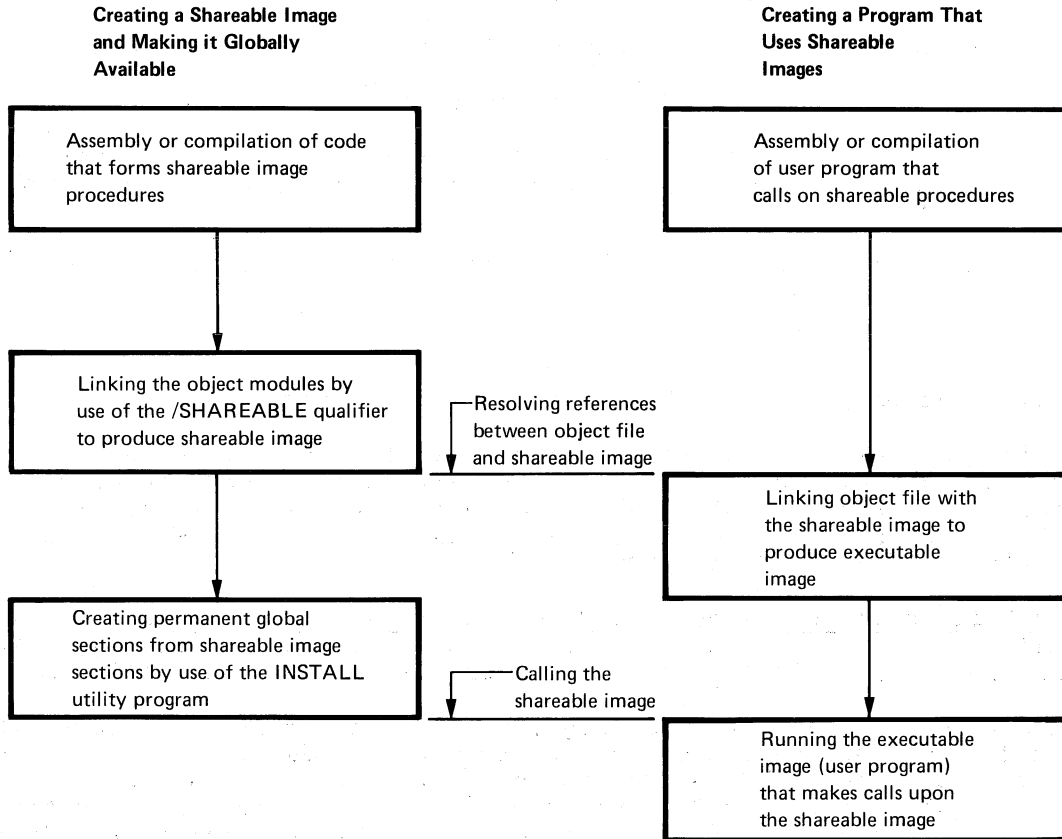 Creating a Shareable Image
and Making it Globally
Available
Assembly or compilation of code
that forms shareable image
procedures
Linking the object modules by
use of the /SHAREABLE qualifier
to produce shareable image
Creating permanent global
sections from shareable image
sections by use of the INSTALL
utility program
Resolving references
between object file
and shareable image
Calling the
shareable image
Creating a Program That
Uses Shareable
Images
Assembly or compilation
of user program that
calls on shareable procedures
Linking object file with
the shareable image to
produce executable
image
Running the executable
image (user program)
that makes calls upon
the shareable image